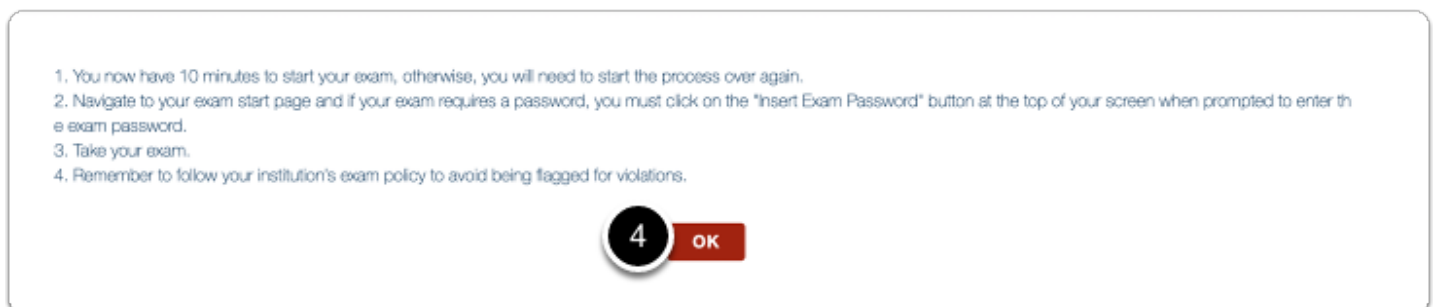 1. You now have 10 minutes to start your exam, otherwise, you will need to start the process over again.
2. Navigate to your exam start page and if your exam requires a password, you must click on the "Insert Exam Password" button at the top of your screen when prompted to enter th
e exam password.
3. Take your exam.
4. Remember to follow your institution's exam policy to avoid being flagged for violations.
4 OK